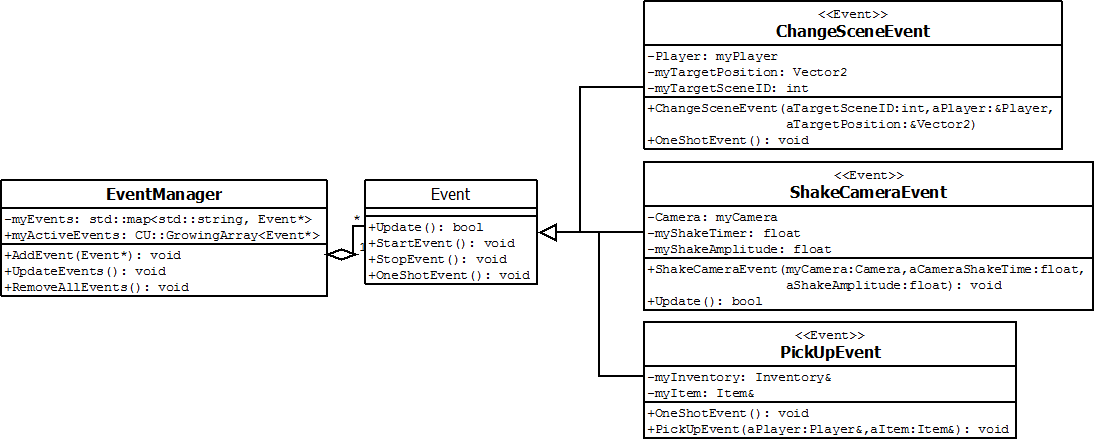 EventManager
-myEvents: std::map<std::string, Event*>
+myActiveEvents: CU::GrowingArray<Event*>
+AddEvent(Event*): void
+UpdateEvents(): void
+RemoveAllEvents(): void
*
1
Event
+Update(): bool
+StartEvent(): void
+StopEvent(): void
+OneShotEvent(): void
<<Event>>
ChangeSceneEvent
-Player: myPlayer
-myTargetPosition: Vector2
-myTargetSceneID: int
+ChangeSceneEvent(aTargetSceneID:int,aPlayer:&Player,
aTargetPosition:&Vector2)
+OneShotEvent(): void
<<Event>>
ShakeCameraEvent
-Camera: myCamera
-myShakeTimer: float
-myShakeAmplitude: float
+ShakeCameraEvent(myCamera:Camera,aCameraShakeTime:float,
aShakeAmplitude:float): void
+Update(): bool
<<Event>>
PickUpEvent
-myInventory: Inventory&
-myItem: Item&
+OneShotEvent(): void
+PickUpEvent(aPlayer:Player&,aItem:Item&): void